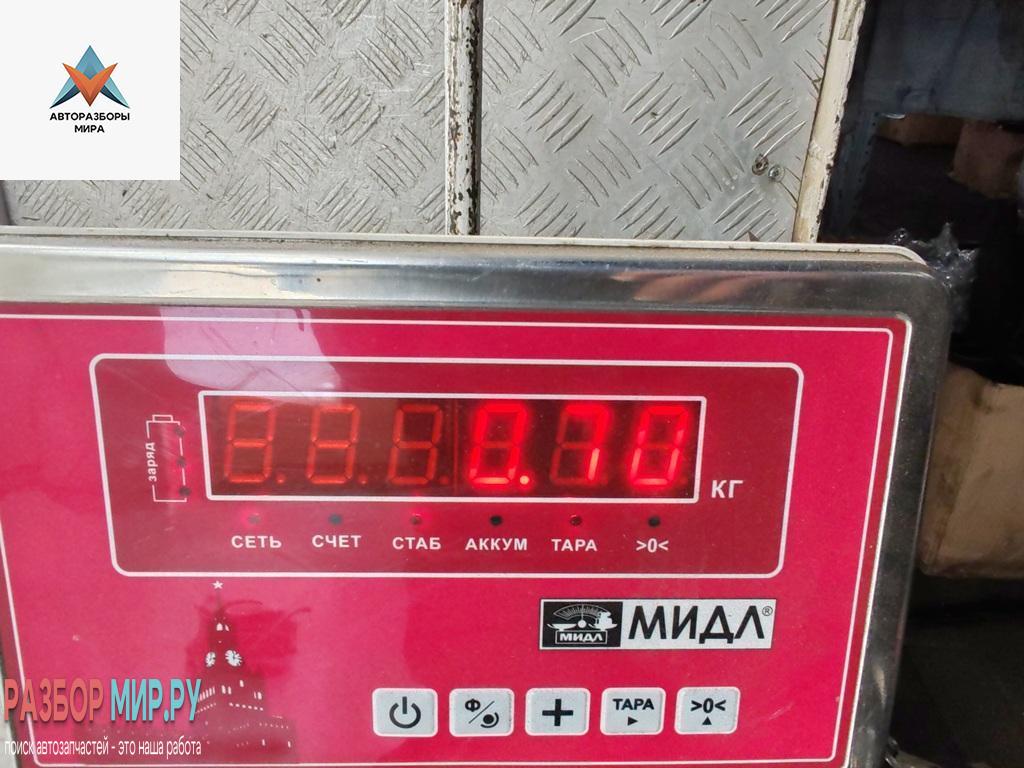 АВТОРАЗБОРЫ
МИРА
заряд
0.70
КГ
СЕТЬ СЧЕТ СТАБ АККУМ ТАРА >0<
МИДЛ МИДЛ®
Ф ТАРА >0<
РАЗБОР МИР.РУ
поиск автозапчастей - это наша работа